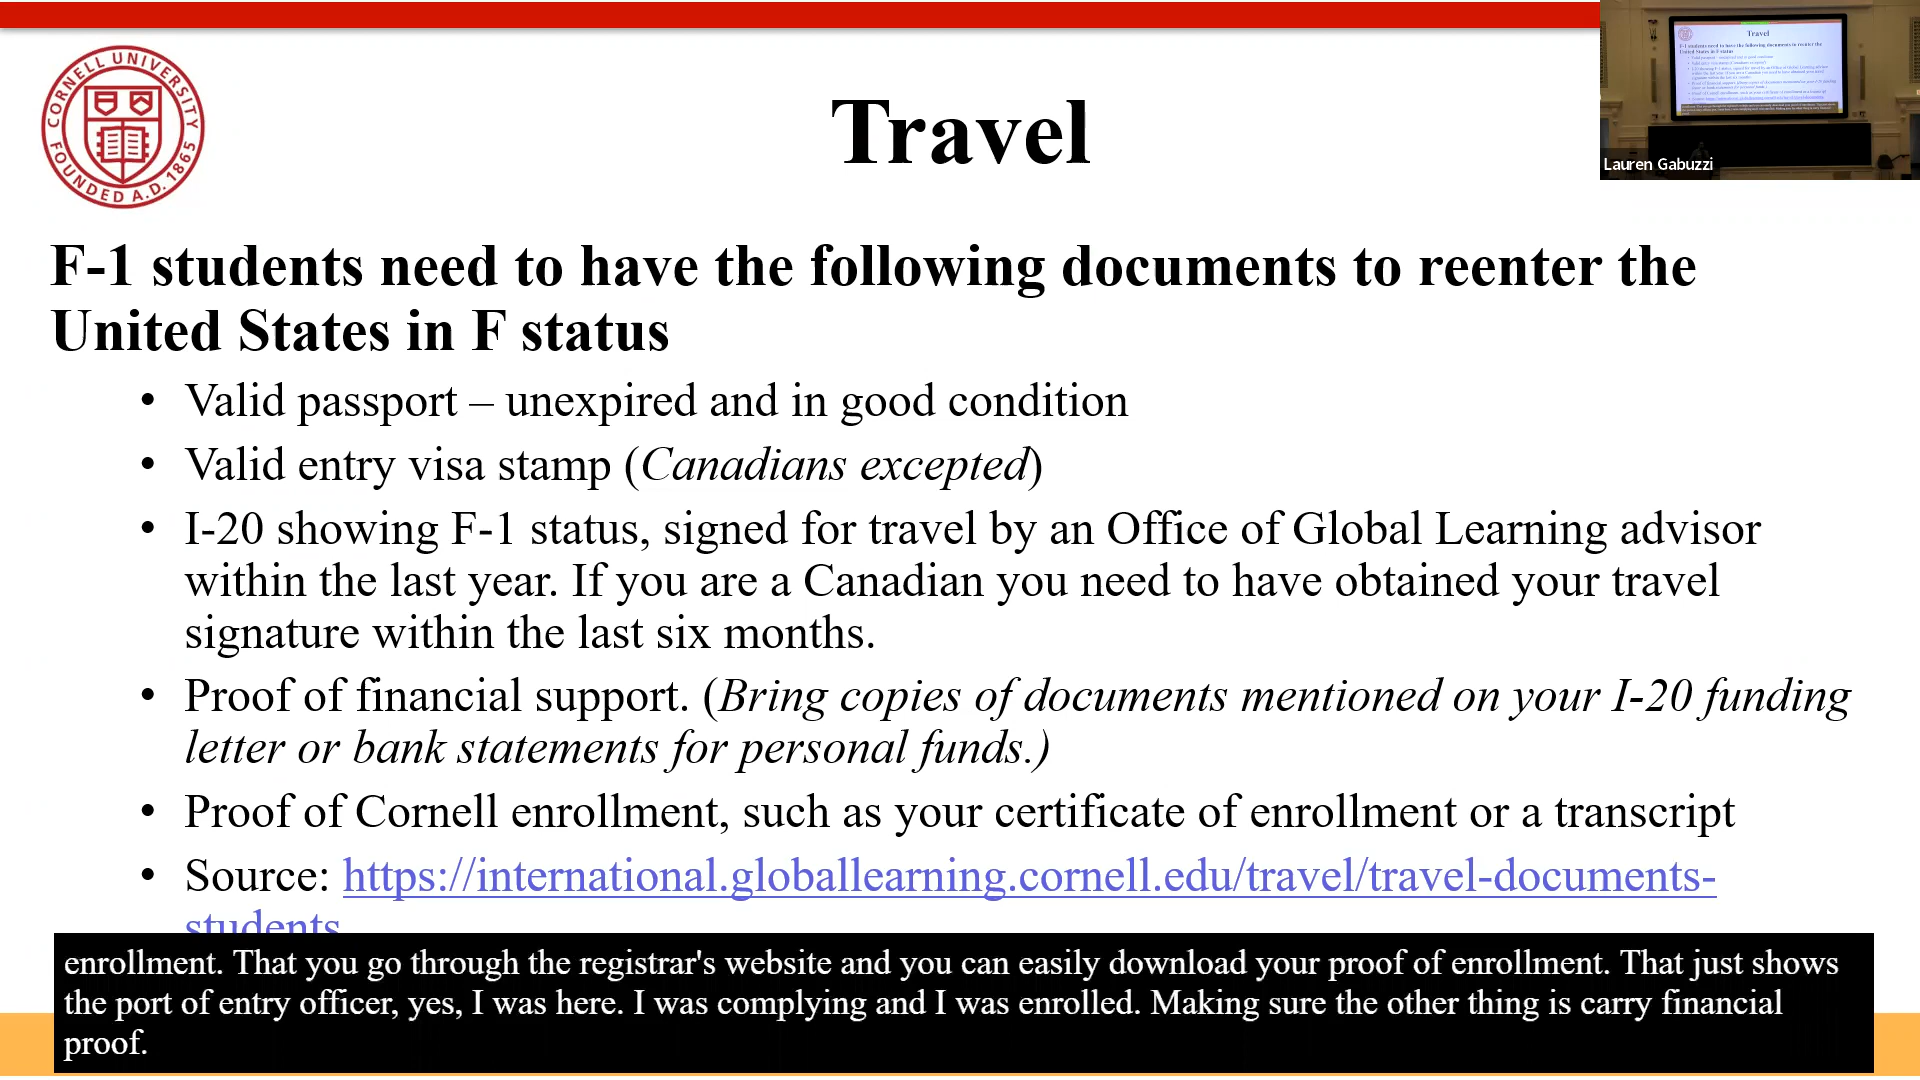 CORNELL UNIVERSITY
FOUNDED A.D. 1865
Travel
Lauren Gabuzzi
F-1 students need to have the following documents to reenter the
United States in F status
• Valid passport – unexpired and in good condition
• Valid entry visa stamp (Canadians excepted)
• I-20 showing F-1 status, signed for travel by an Office of Global Learning advisor
within the last year. If you are a Canadian you need to have obtained your travel
signature within the last six months.
• Proof of financial support. (Bring copies of documents mentioned on your I-20 funding
letter or bank statements for personal funds.)
• Proof of Cornell enrollment, such as your certificate of enrollment or a transcript
• Source: https://international.globallearning.cornell.edu/travel/travel-documents-
students
enrollment. That you go through the registrar's website and you can easily download your proof of enrollment. That just shows
the port of entry officer, yes, I was here. I was complying and I was enrolled. Making sure the other thing is carry financial
proof.